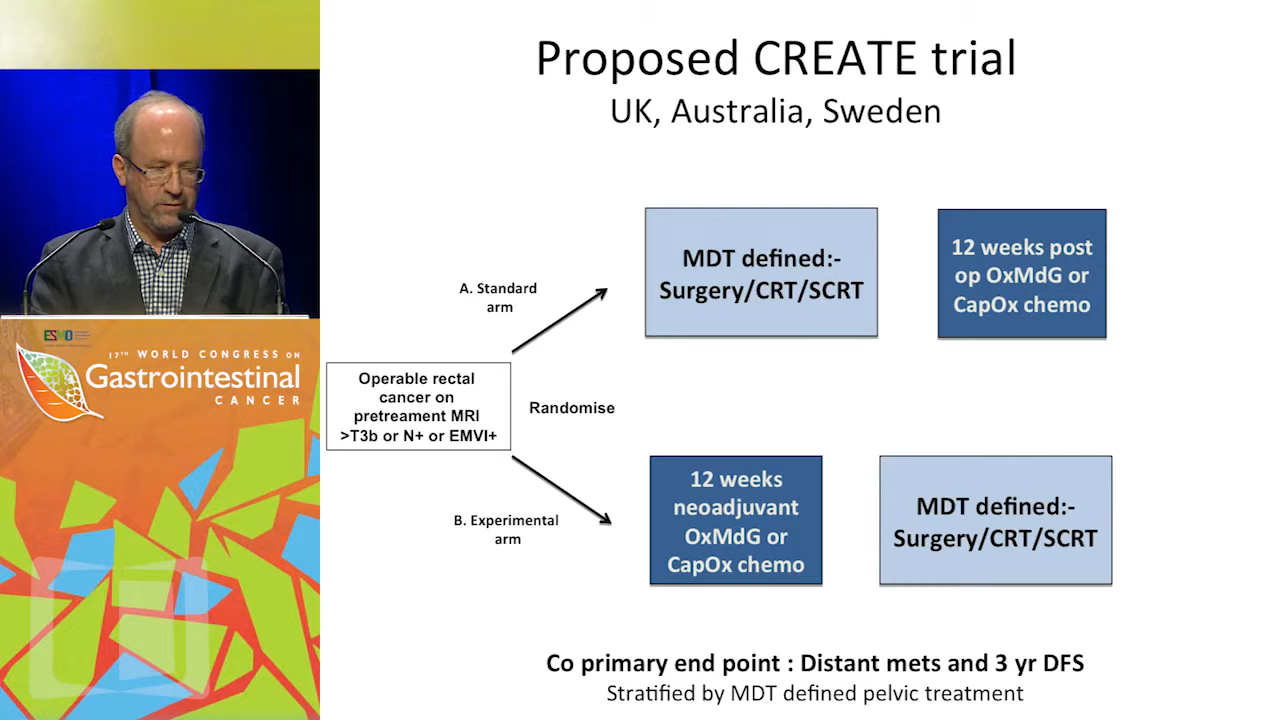 Proposed CREATE trial
UK, Australia, Sweden
MDT defined:-
Surgery/CRT/SCRT
12 weeks post
op OxMdG or
CapOx chemo
A. Standard
arm
Operable rectal
cancer on
pretreament MRI
>T3b or N+ or EMVI+
Randomise
B. Experimental
arm
12 weeks
neoadjuvant
OxMdG or
CapOx chemo
MDT defined:-
Surgery/CRT/SCRT
Co primary end point : Distant mets and 3 yr DFS
Stratified by MDT defined pelvic treatment
ESMO
17TH WORLD CONGRESS ON
Gastrointestinal
CANCER